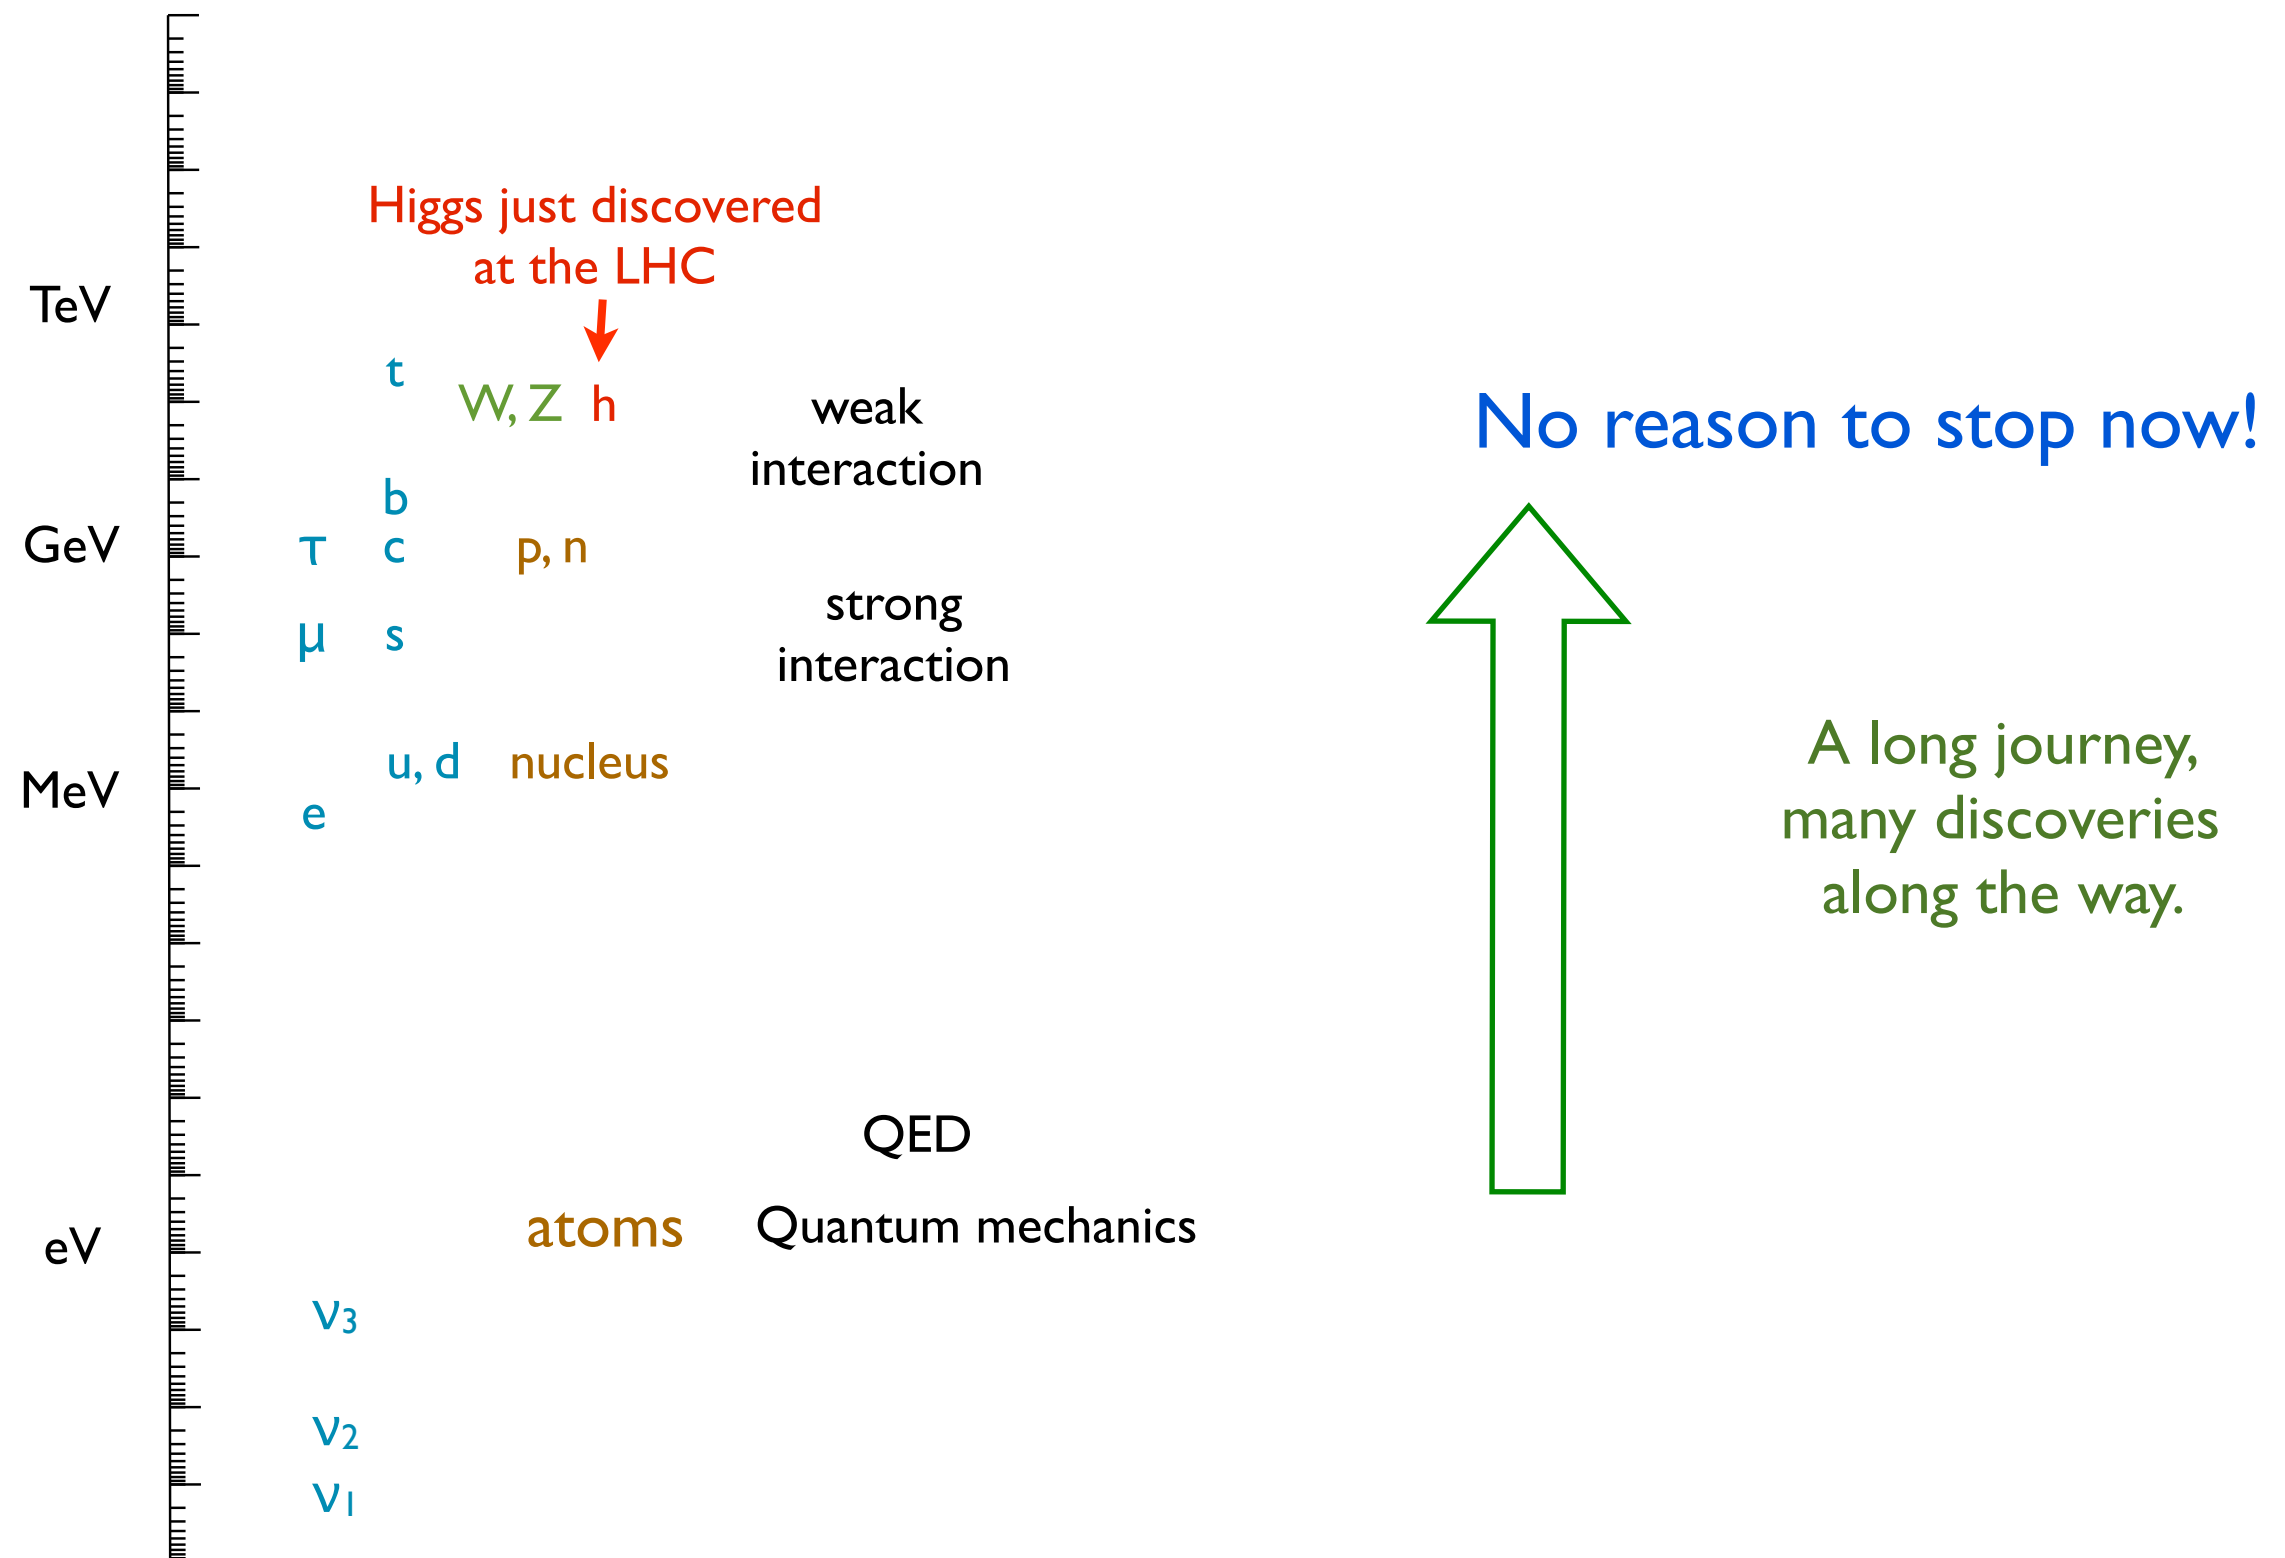 Higgs just discovered
at the LHC
TeV
t
W, Z h
weak
interaction
No reason to stop now!
b
GeV
τ c p, n
strong
interaction
μ s
A long journey,
many discoveries
along the way.
MeV
u, d nucleus
e
QED
eV
atoms Quantum mechanics
ν3
ν2
ν1